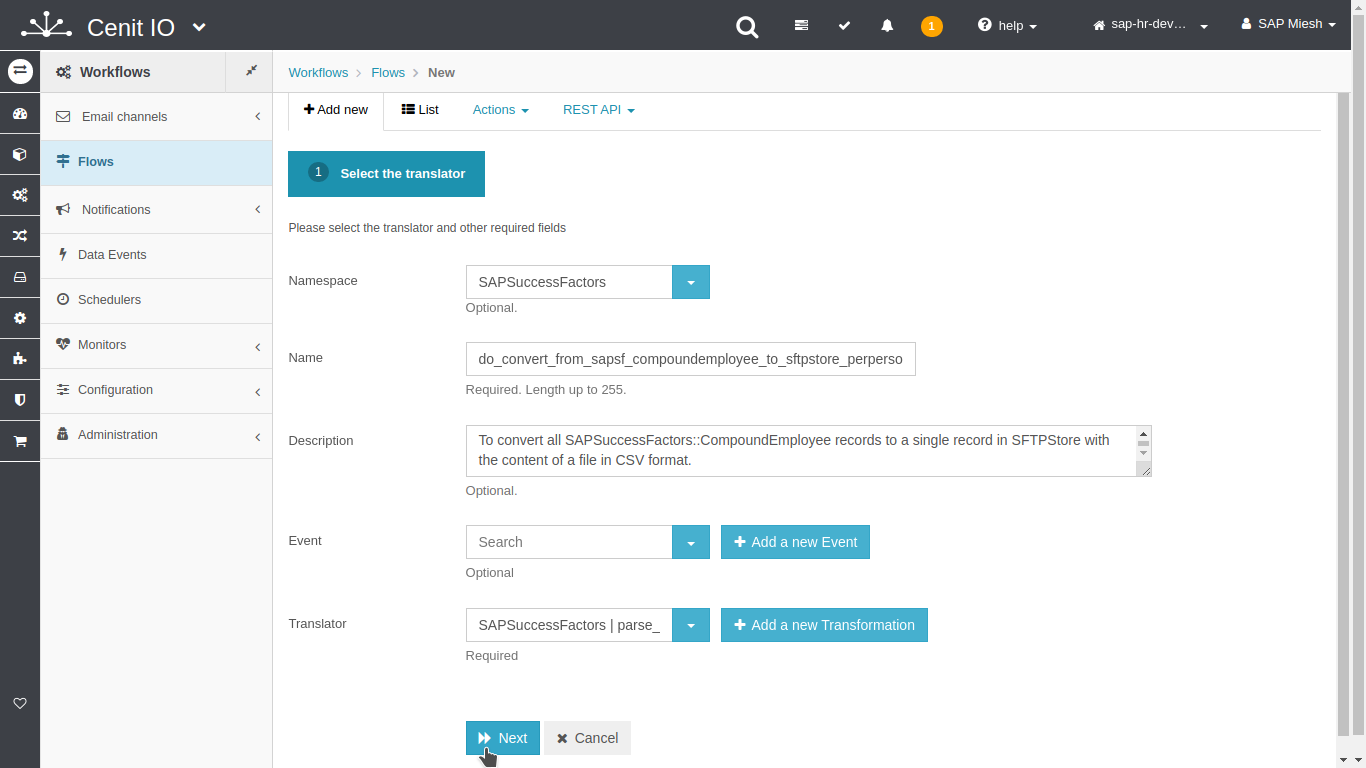 Cenit IO
1
help
sap-hr-dev…
SAP Miesh
Workflows
Workflows
Flows
New
Email channels
Flows
Notifications
Data Events
Schedulers
Monitors
Configuration
Administration
Add new
List
Actions
REST API
1
Select the translator
Please select the translator and other required fields
Namespace
SAPSuccessFactors
Optional.
Name
do_convert_from_sapsf_compoundemployee_to_sftpstore_perperso
Required. Length up to 255.
Description
To convert all SAPSuccessFactors::CompoundEmployee records to a single record in SFTPStore with
the content of a file in CSV format.
Optional.
Event
Search
Add a new Event
Optional
Translator
SAPSuccessFactors | parse_
Add a new Transformation
Required
Next
Cancel